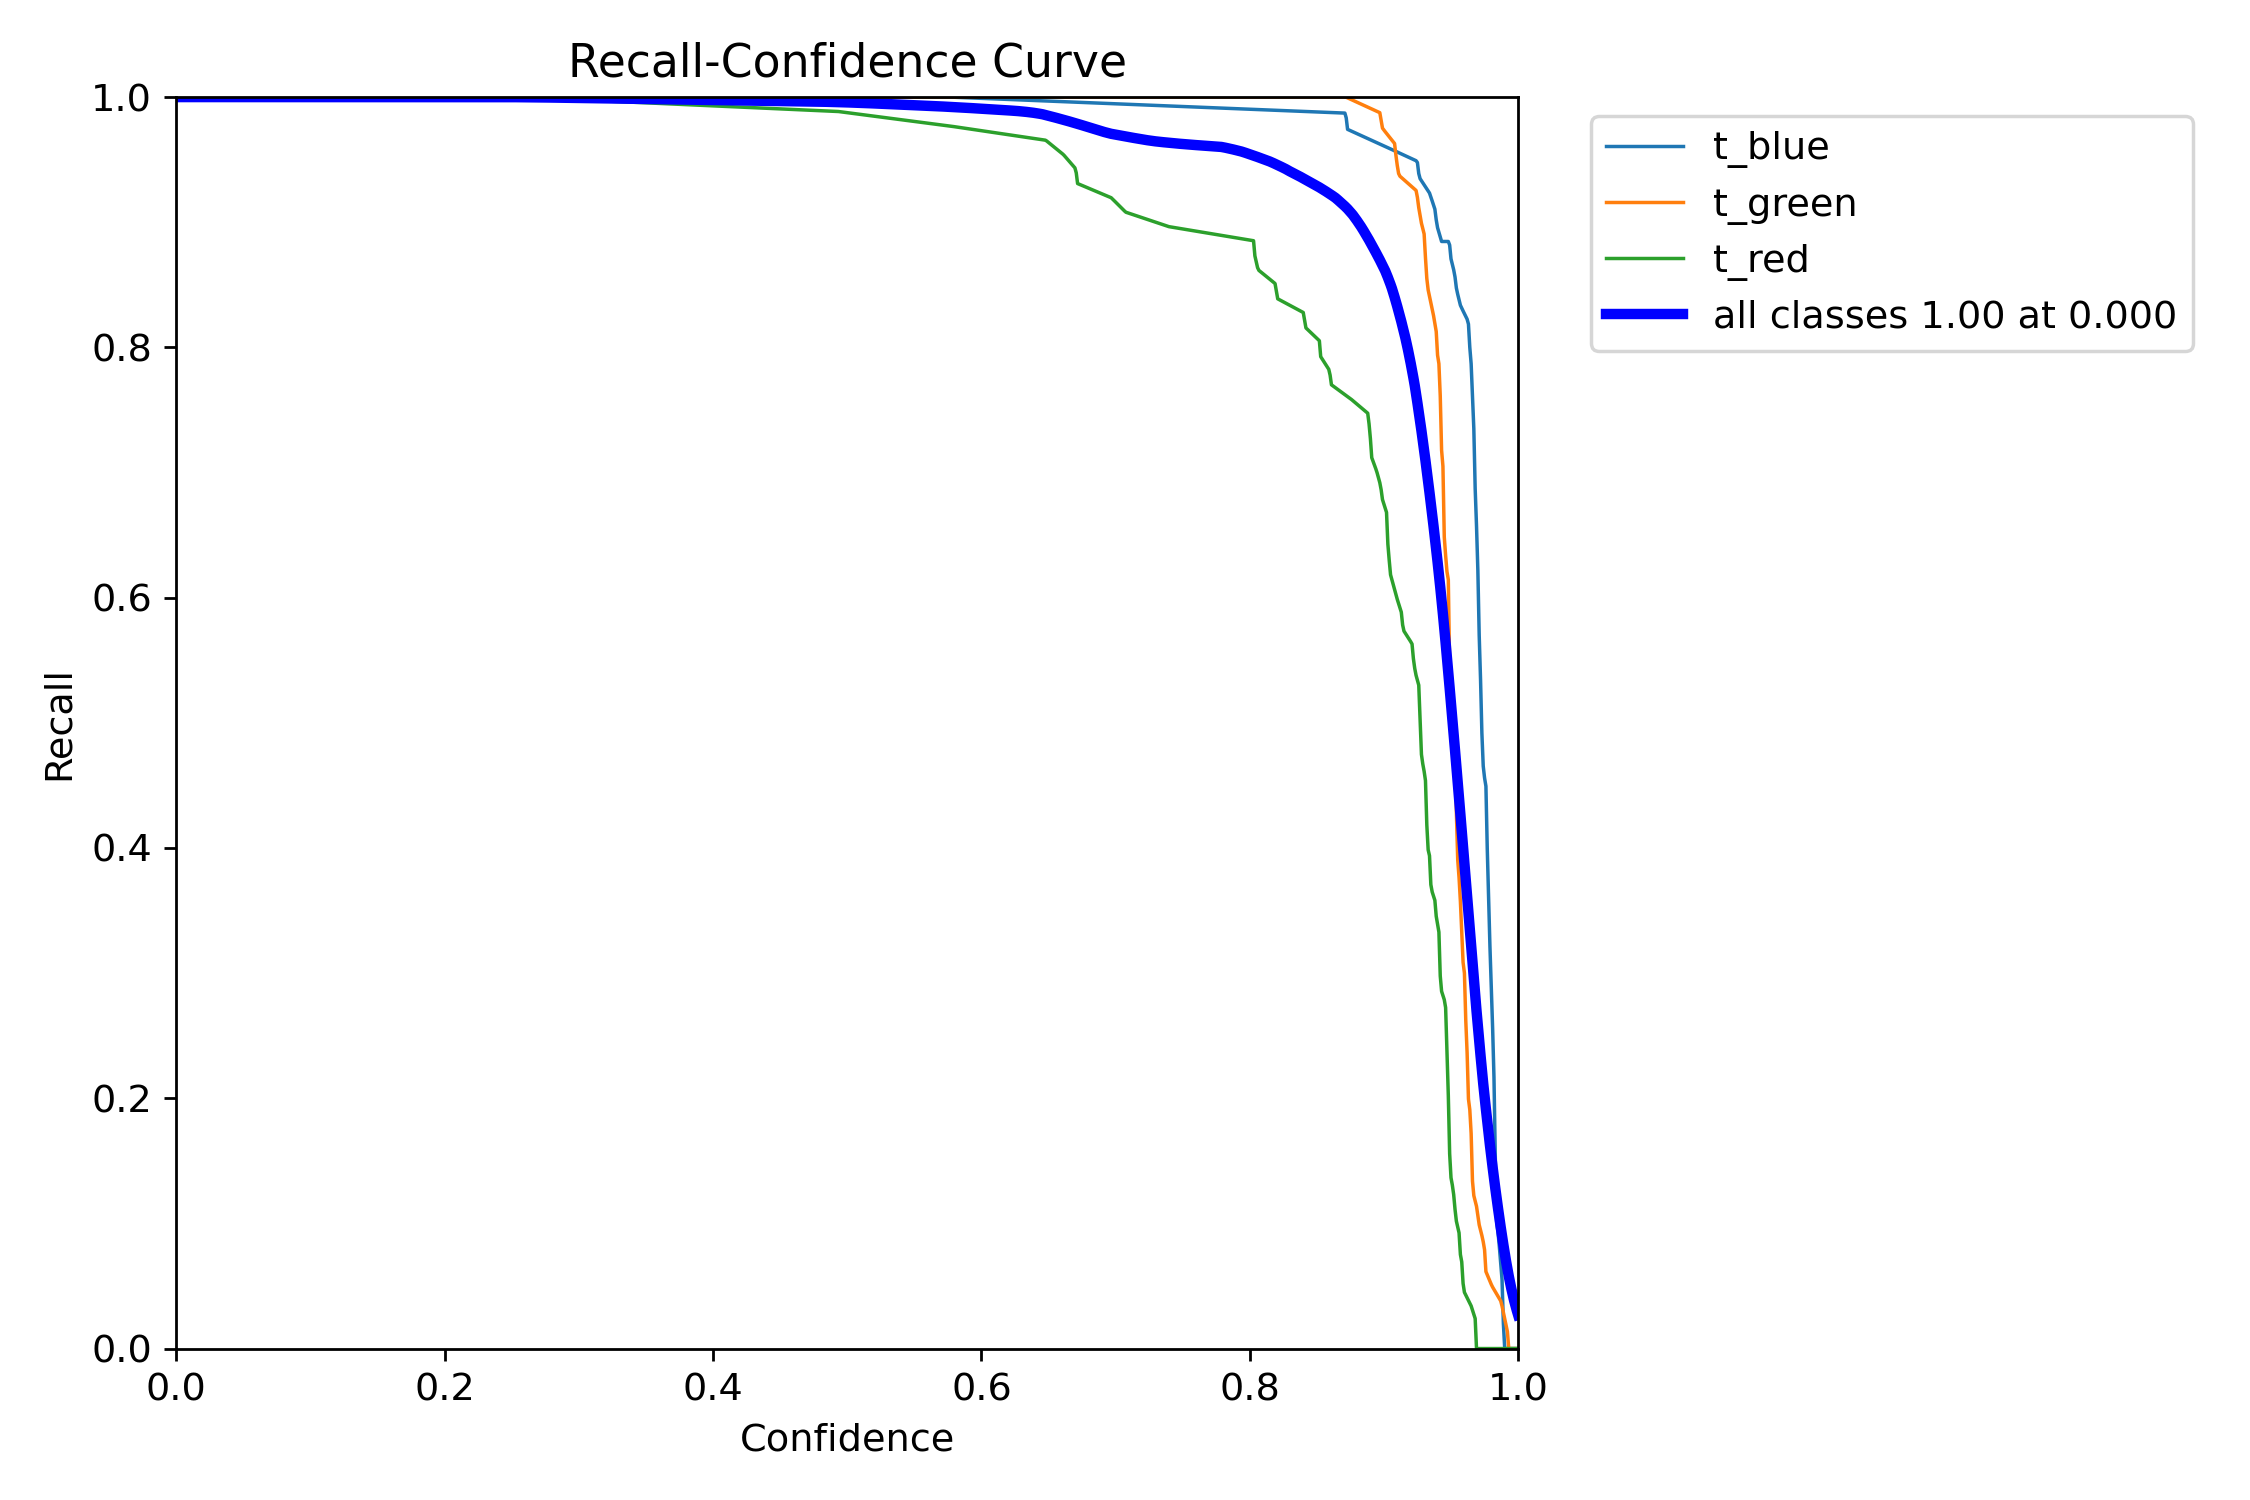 Recall-Confidence Curve
1.0
0.8
0.6
0.4
0.2
0.0
Recall
0.0 0.2 0.4 0.6 0.8 1.0
Confidence
t_blue
t_green
t_red
all classes 1.00 at 0.000